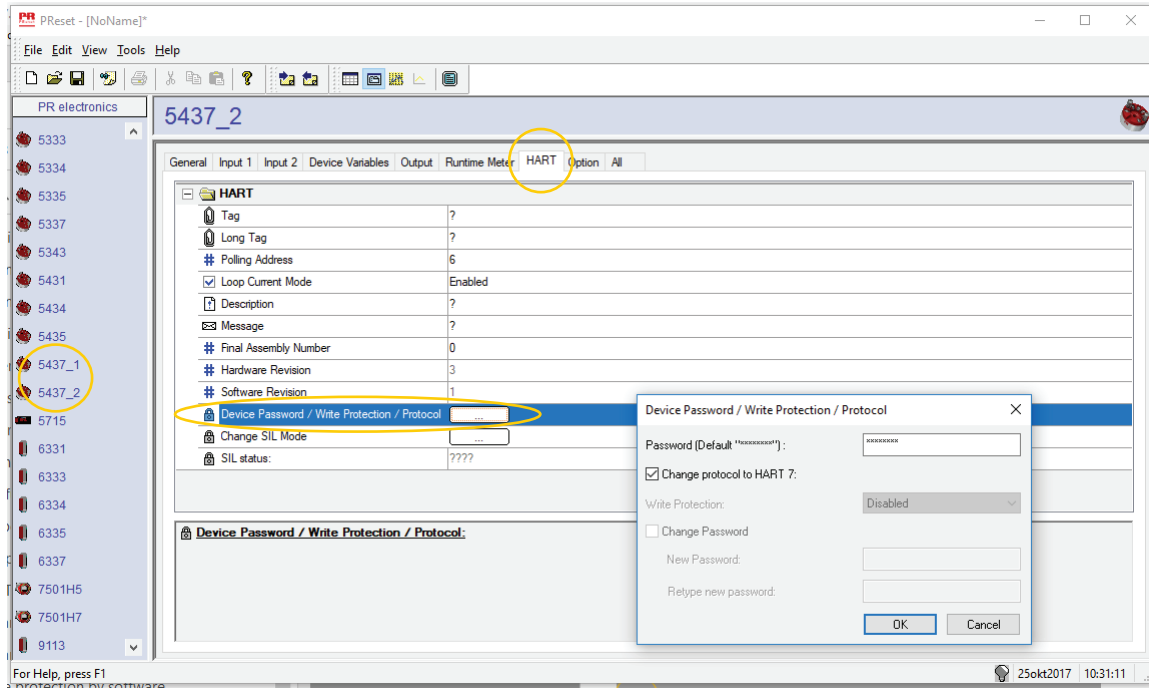 PR PReset - [NoName]*
File Edit View Tools Help
PR electronics
5333
5334
5335
5337
5343
5431
5434
5435
5437_1
5437_2
5715
6331
6333
6334
6335
6337
7501H5
7501H7
9113
5437_2
General Input 1 Input 2 Device Variables Output Runtime Meter HART Option All
HART
Tag ?
Long Tag ?
# Polling Address 6
Loop Current Mode Enabled
Description ?
Message ?
# Final Assembly Number 0
# Hardware Revision 3
# Software Revision 1
Device Password / Write Protection / Protocol ...
Change SIL Mode ...
SIL status: ????
Device Password / Write Protection / Protocol:
Device Password / Write Protection / Protocol
Password (Default "********") : ********
Change protocol to HART 7:
Write Protection: Disabled
Change Password
New Password:
Retype new password:
OK Cancel
For Help, press F1 25okt2017 10:31:11
protection by software